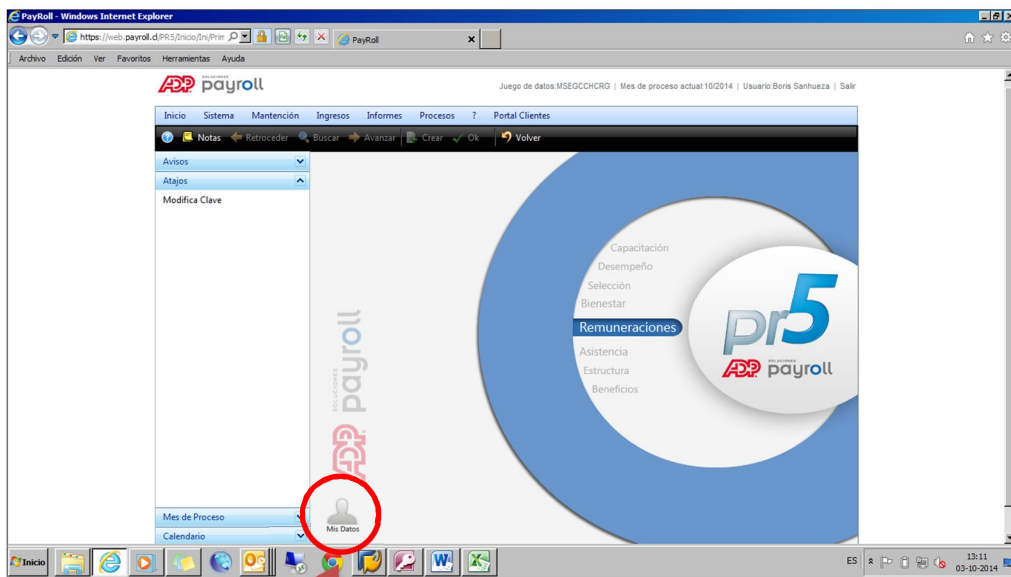 PayRoll - Windows Internet Explorer
https://web.payroll.cl/PR5/Inicio/Ini/Prin
PayRoll
Archivo Edición Ver Favoritos Herramientas Ayuda
ADP SOLUCIONES payroll
Juego de datos:MSEGCCHCRG | Mes de proceso actual:10/2014 | Usuario:Boris Sanhueza | Salir
Inicio Sistema Mantención Ingresos Informes Procesos ? Portal Clientes
Notas Retroceder Buscar Avanzar Crear Ok Volver
Avisos
Atajos
Modifica Clave
Capacitación
Desempeño
Selección
Bienestar
Remuneraciones
Asistencia
Estructura
Beneficios
pr5
ADP SOLUCIONES payroll
ADP SOLUCIONES payroll
Mis Datos
Mes de Proceso
Calendario
Inicio
ES
13:11
03-10-2014